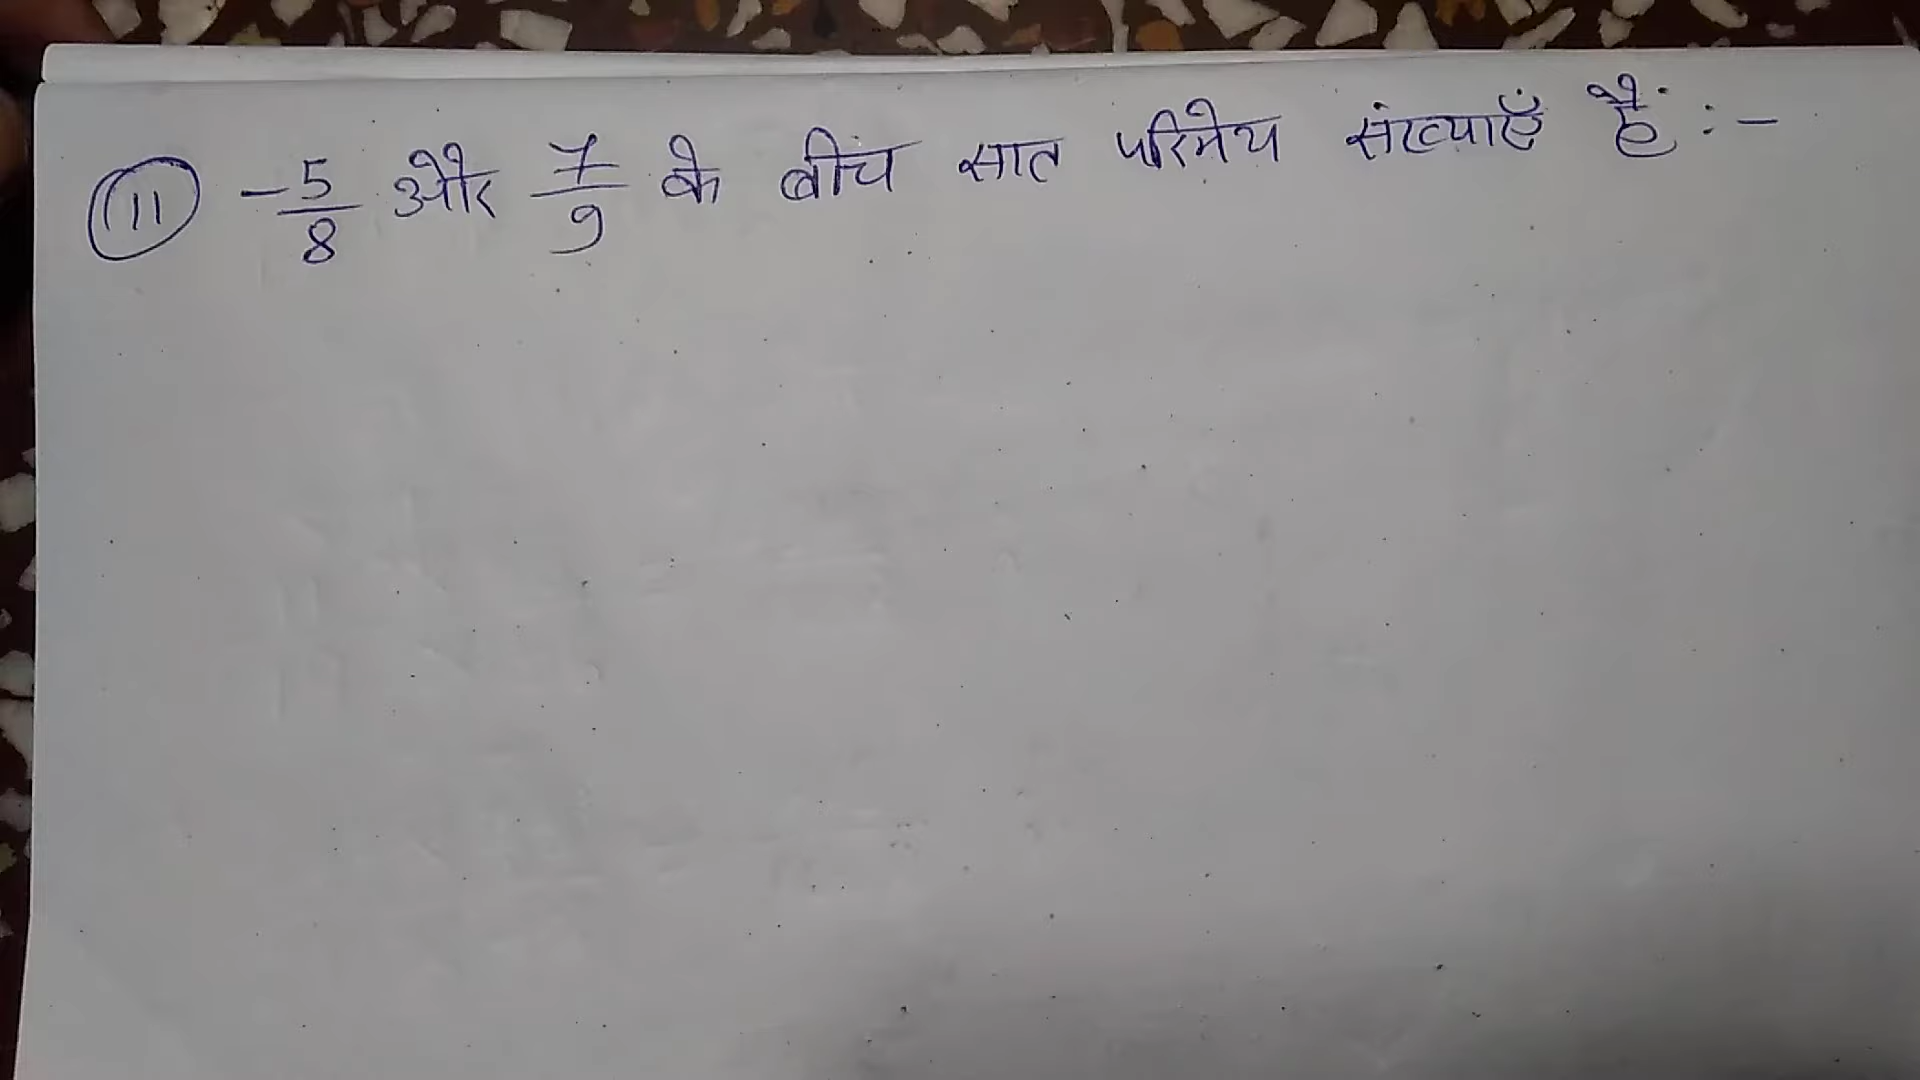 (11) -5/8 और 7/9 के बीच सात परिमेय संख्याएँ हैं :-